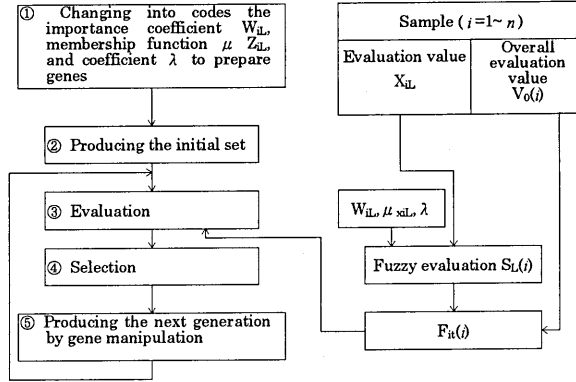 ① Changing into codes the
importance coefficient WiL,
membership function μ ZiL,
and coefficient λ to prepare
genes
② Producing the initial set
③ Evaluation
④ Selection
⑤ Producing the next generation
by gene manipulation
Sample ( i =1~ n)
Evaluation value
XiL
Overall
evaluation
value
V0(i)
WiL, μ xiL, λ
Fuzzy evaluation SL(i)
Fit(i)